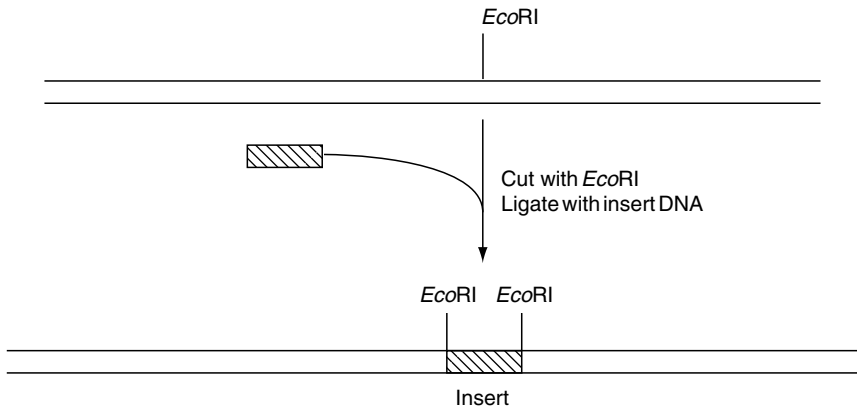 EcoRI
Cut with EcoRI
Ligate with insert DNA
EcoRI EcoRI
Insert